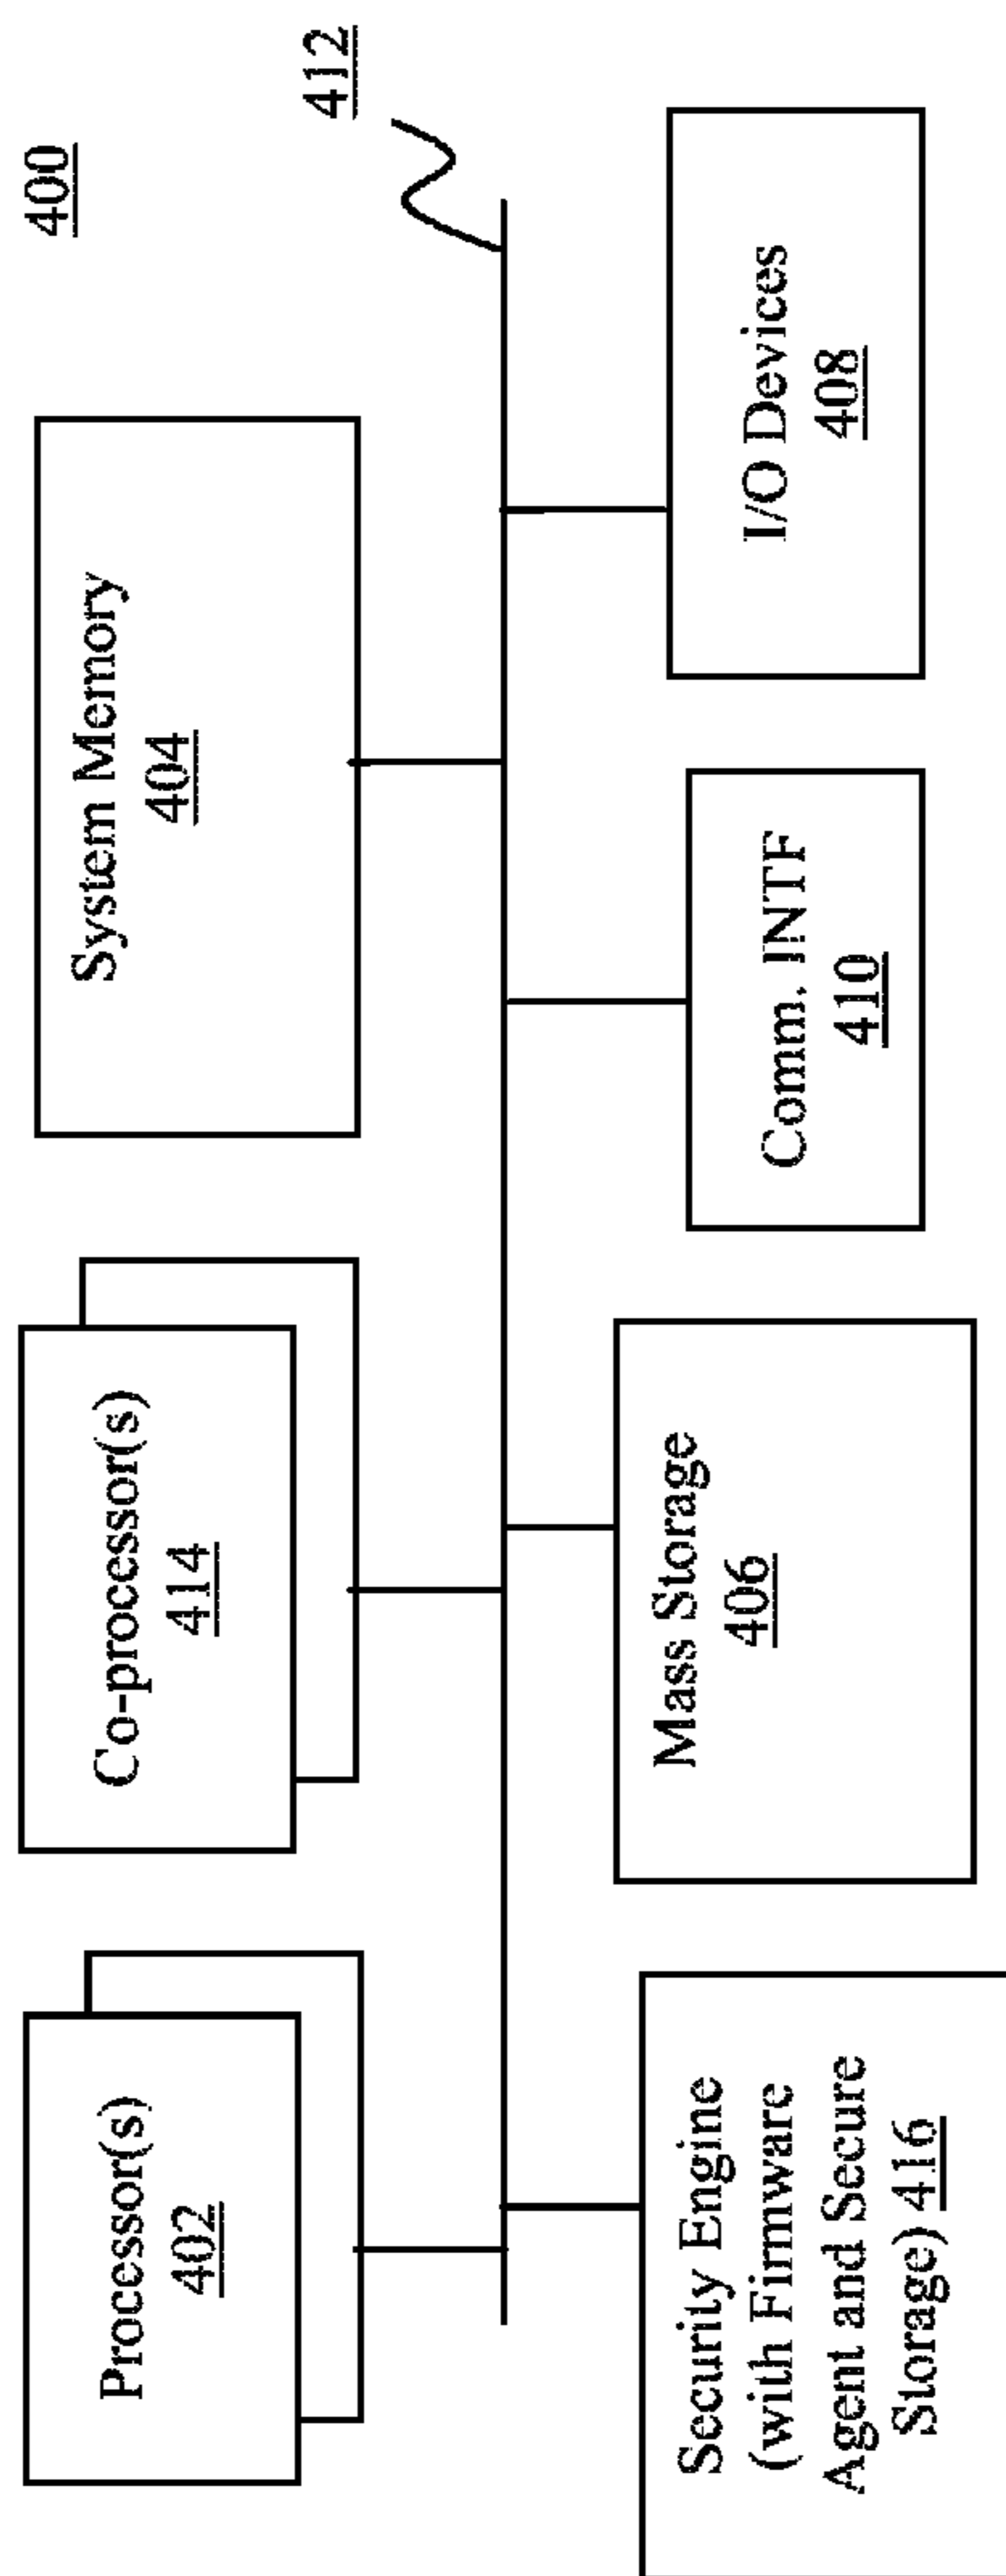 400
412
Processor(s)
402
Co-processor(s)
414
System Memory
404
Security Engine
(with Firmware
Agent and Secure
Storage) 416
Mass Storage
406
Comm. INTF
410
I/O Devices
408